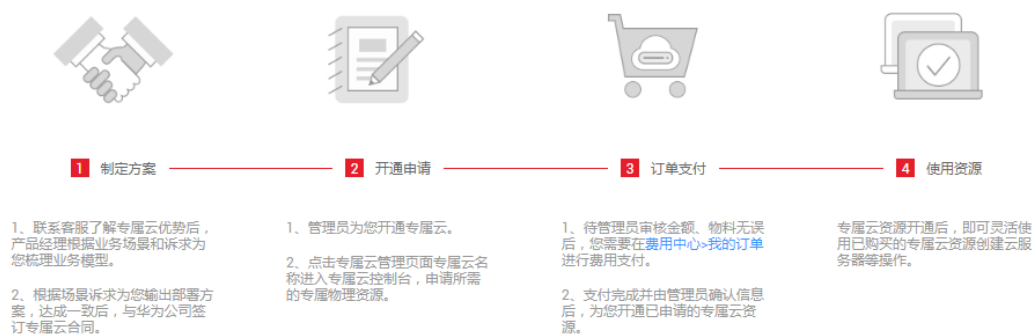 1 制定方案
2 开通申请
3 订单支付
4 使用资源
1、联系客服了解专属云优势后，
产品经理根据业务场景和诉求为
您梳理业务模型。
2、根据场景诉求为您输出部署方
案，达成一致后，与华为公司签
订专属云合同。
1、管理员为您开通专属云。
2、点击专属云管理页面专属云名
称进入专属云控制台，申请所需
的专属物理资源。
1、待管理员审核金额、物料无误
后，您需要在费用中心>我的订单
进行费用支付。
2、支付完成并由管理员确认信息
后，为您开通已申请的专属云资
源。
专属云资源开通后，即可灵活使
用已购买的专属云资源创建云服
务器等操作。